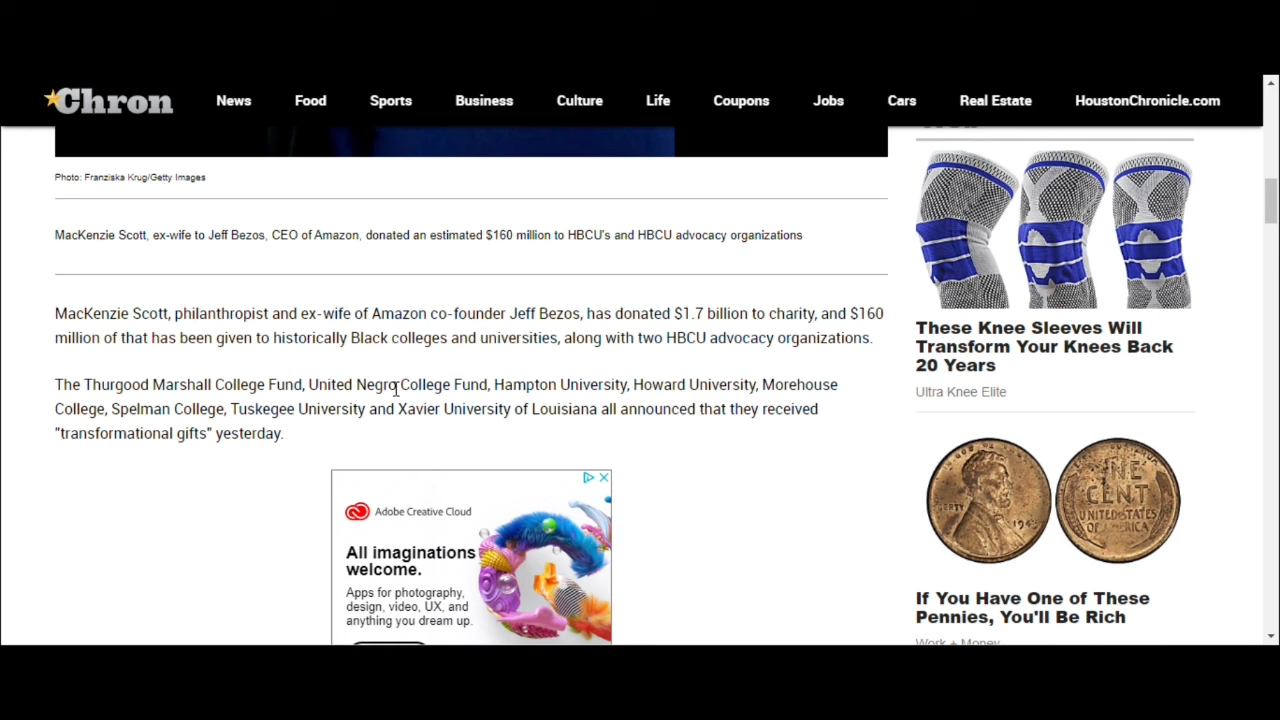 Chron
News Food Sports Business Culture Life Coupons Jobs Cars Real Estate HoustonChronicle.com
Photo: Franziska Krug/Getty Images
MacKenzie Scott, ex-wife to Jeff Bezos, CEO of Amazon, donated an estimated $160 million to HBCU's and HBCU advocacy organizations
MacKenzie Scott, philanthropist and ex-wife of Amazon co-founder Jeff Bezos, has donated $1.7 billion to charity, and $160
million of that has been given to historically Black colleges and universities, along with two HBCU advocacy organizations.
The Thurgood Marshall College Fund, United Negro College Fund, Hampton University, Howard University, Morehouse
College, Spelman College, Tuskegee University and Xavier University of Louisiana all announced that they received
"transformational gifts" yesterday.
Adobe Creative Cloud
All imaginations
welcome.
Apps for photography,
design, video, UX, and
anything you dream up.
These Knee Sleeves Will
Transform Your Knees Back
20 Years
Ultra Knee Elite
LIBERTY
ONE
CENT
UNITED STATES
OF AMERICA
If You Have One of These
Pennies, You'll Be Rich
Work + Money